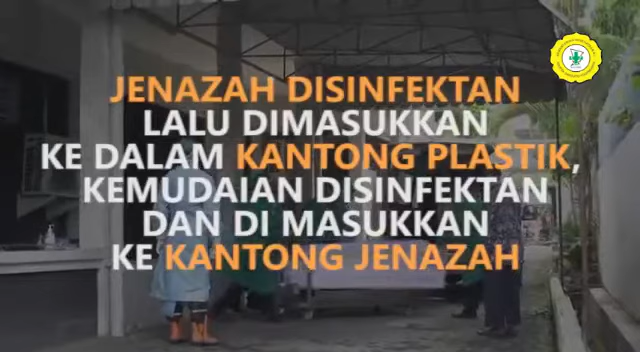 JENAZAH DISINFEKTAN
LALU DIMASUKKAN
KE DALAM KANTONG PLASTIK,
KEMUDAIAN DISINFEKTAN
DAN DI MASUKKAN
KE KANTONG JENAZAH